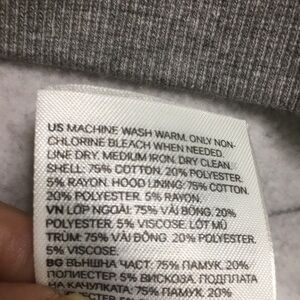 US MACHINE WASH WARM. ONLY NON-
CHLORINE BLEACH WHEN NEEDED.
LINE DRY. MEDIUM IRON. DRY CLEAN.
SHELL: 75% COTTON. 20% POLYESTER.
5% RAYON. HOOD LINING: 75% COTTON.
20% POLYESTER. 5% RAYON.
VN LỚP NGOÀI: 75% VẢI BÔNG. 20%
POLYESTER. 5% VISCOSE. LÓT MŨ
TRÙM: 75% VẢI BÔNG. 20% POLYESTER.
5% VISCOSE.
BG ВЪНШНА ЧАСТ: 75% ПАМУК. 20%
ПОЛИЕСТЕР. 5% ВИСКОЗА. ПОДПЛАТА
НА КАЧУЛКАТА: 75% ПАМУК. 20%